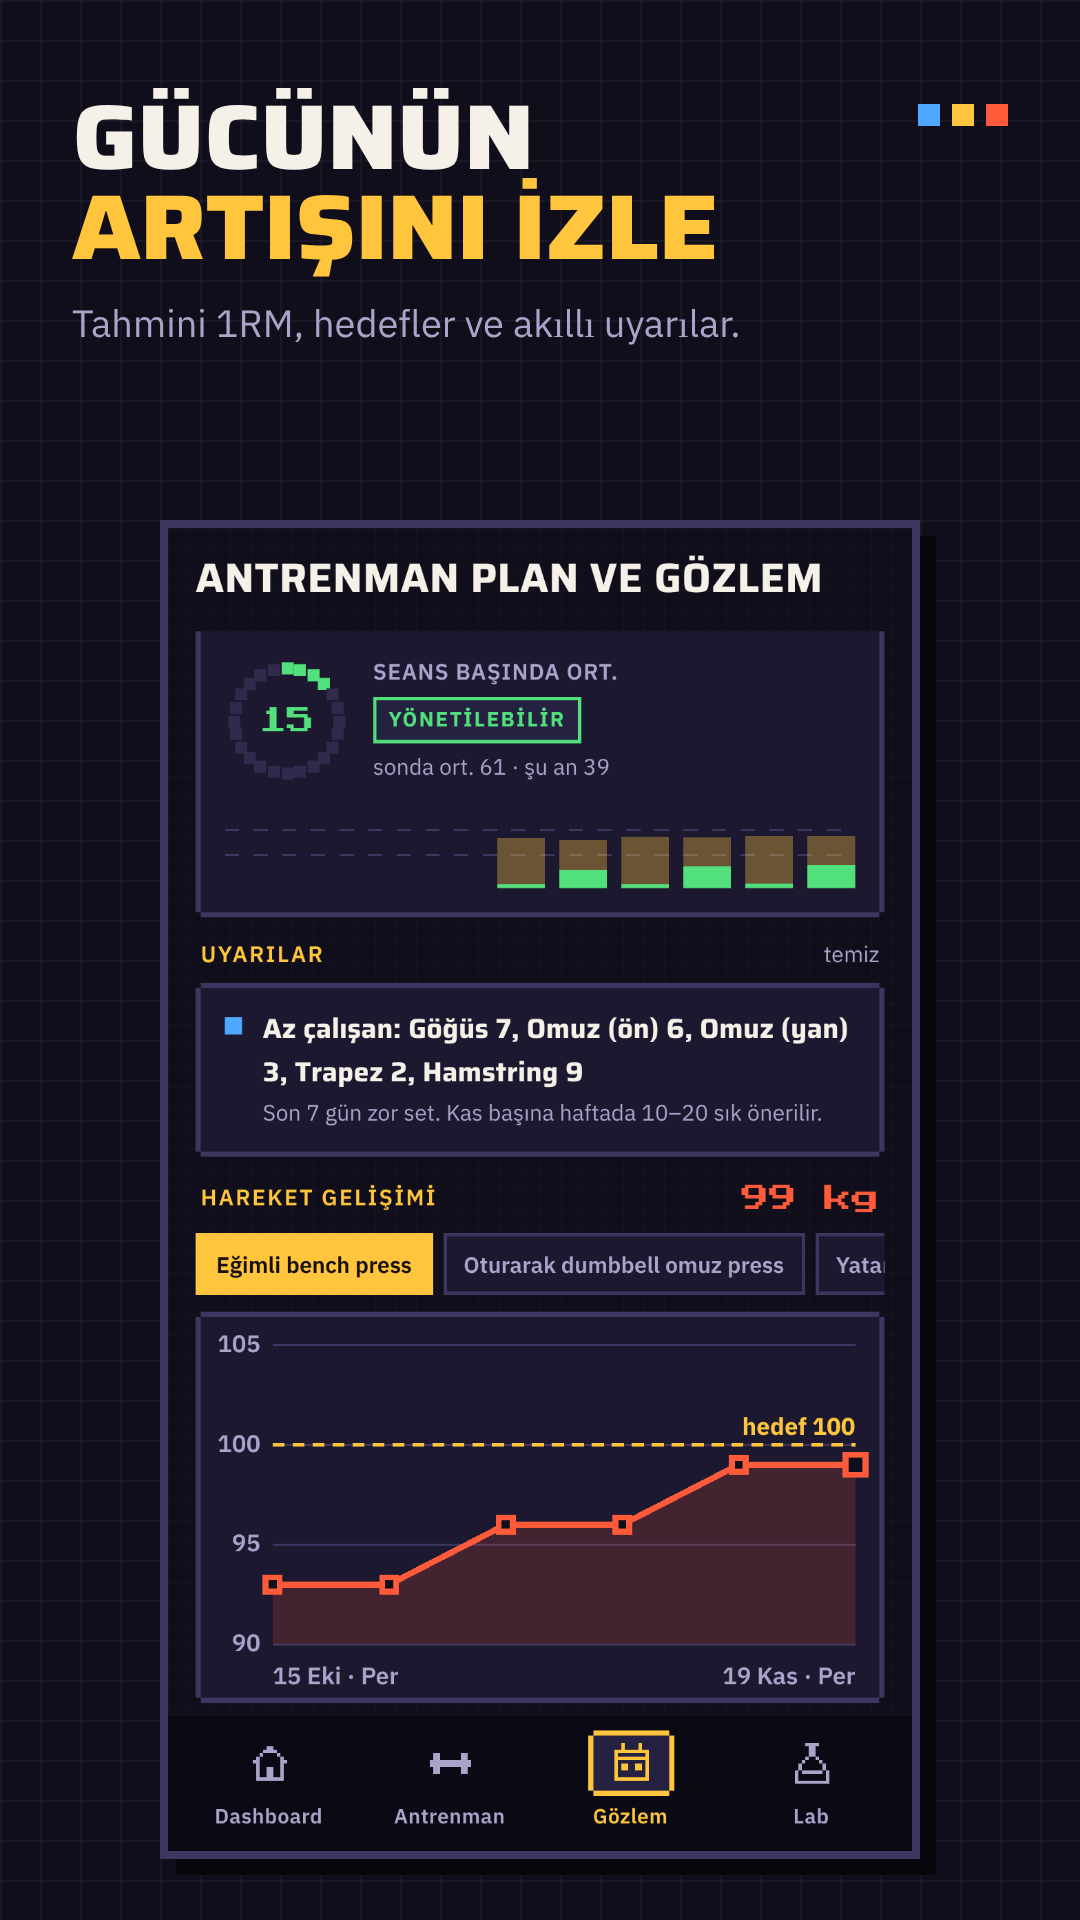 GÜCÜNÜN
ARTIŞINI İZLE
Tahmini 1RM, hedefler ve akıllı uyarılar.
ANTRENMAN PLAN VE GÖZLEM
15
SEANS BAŞINDA ORT.
YÖNETİLEBİLİR
sonda ort. 61 · şu an 39
UYARILAR temiz
Az çalışan: Göğüs 7, Omuz (ön) 6, Omuz (yan)
3, Trapez 2, Hamstring 9
Son 7 gün zor set. Kas başına haftada 10–20 sık önerilir.
HAREKET GELİŞİMİ 99 kg
Eğimli bench press Oturarak dumbbell omuz press Yatar
105
hedef 100
100
95
90
15 Eki · Per 19 Kas · Per
Dashboard Antrenman Gözlem Lab